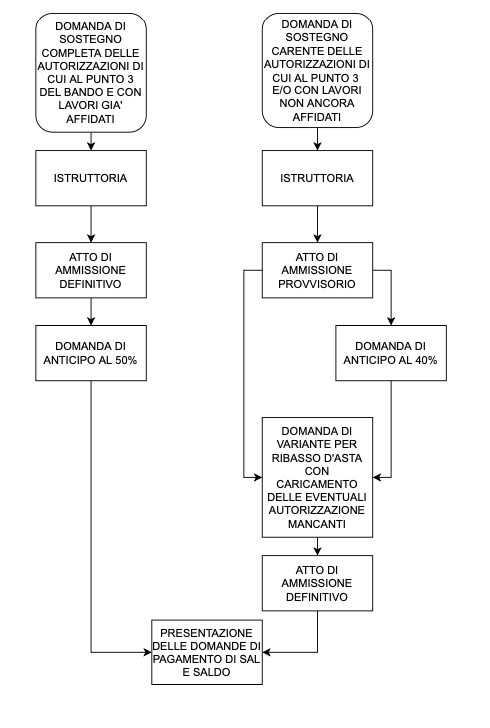 DOMANDA DI
SOSTEGNO
COMPLETA DELLE
AUTORIZZAZIONI DI
CUI AL PUNTO 3
DEL BANDO E CON
LAVORI GIA'
AFFIDATI
ISTRUTTORIA
ATTO DI
AMMISSIONE
DEFINITIVO
DOMANDA DI
ANTICIPO AL 50%
DOMANDA DI
SOSTEGNO
CARENTE DELLE
AUTORIZZAZIONI DI
CUI AL PUNTO 3
E/O CON LAVORI
NON ANCORA
AFFIDATI
ISTRUTTORIA
ATTO DI
AMMISSIONE
PROVVISORIO
DOMANDA DI
ANTICIPO AL 40%
DOMANDA DI
VARIANTE PER
RIBASSO D'ASTA
CON
CARICAMENTO
DELLE EVENTUALI
AUTORIZZAZIONE
MANCANTI
ATTO DI
AMMISSIONE
DEFINITIVO
PRESENTAZIONE
DELLE DOMANDE DI
PAGAMENTO DI SAL
E SALDO